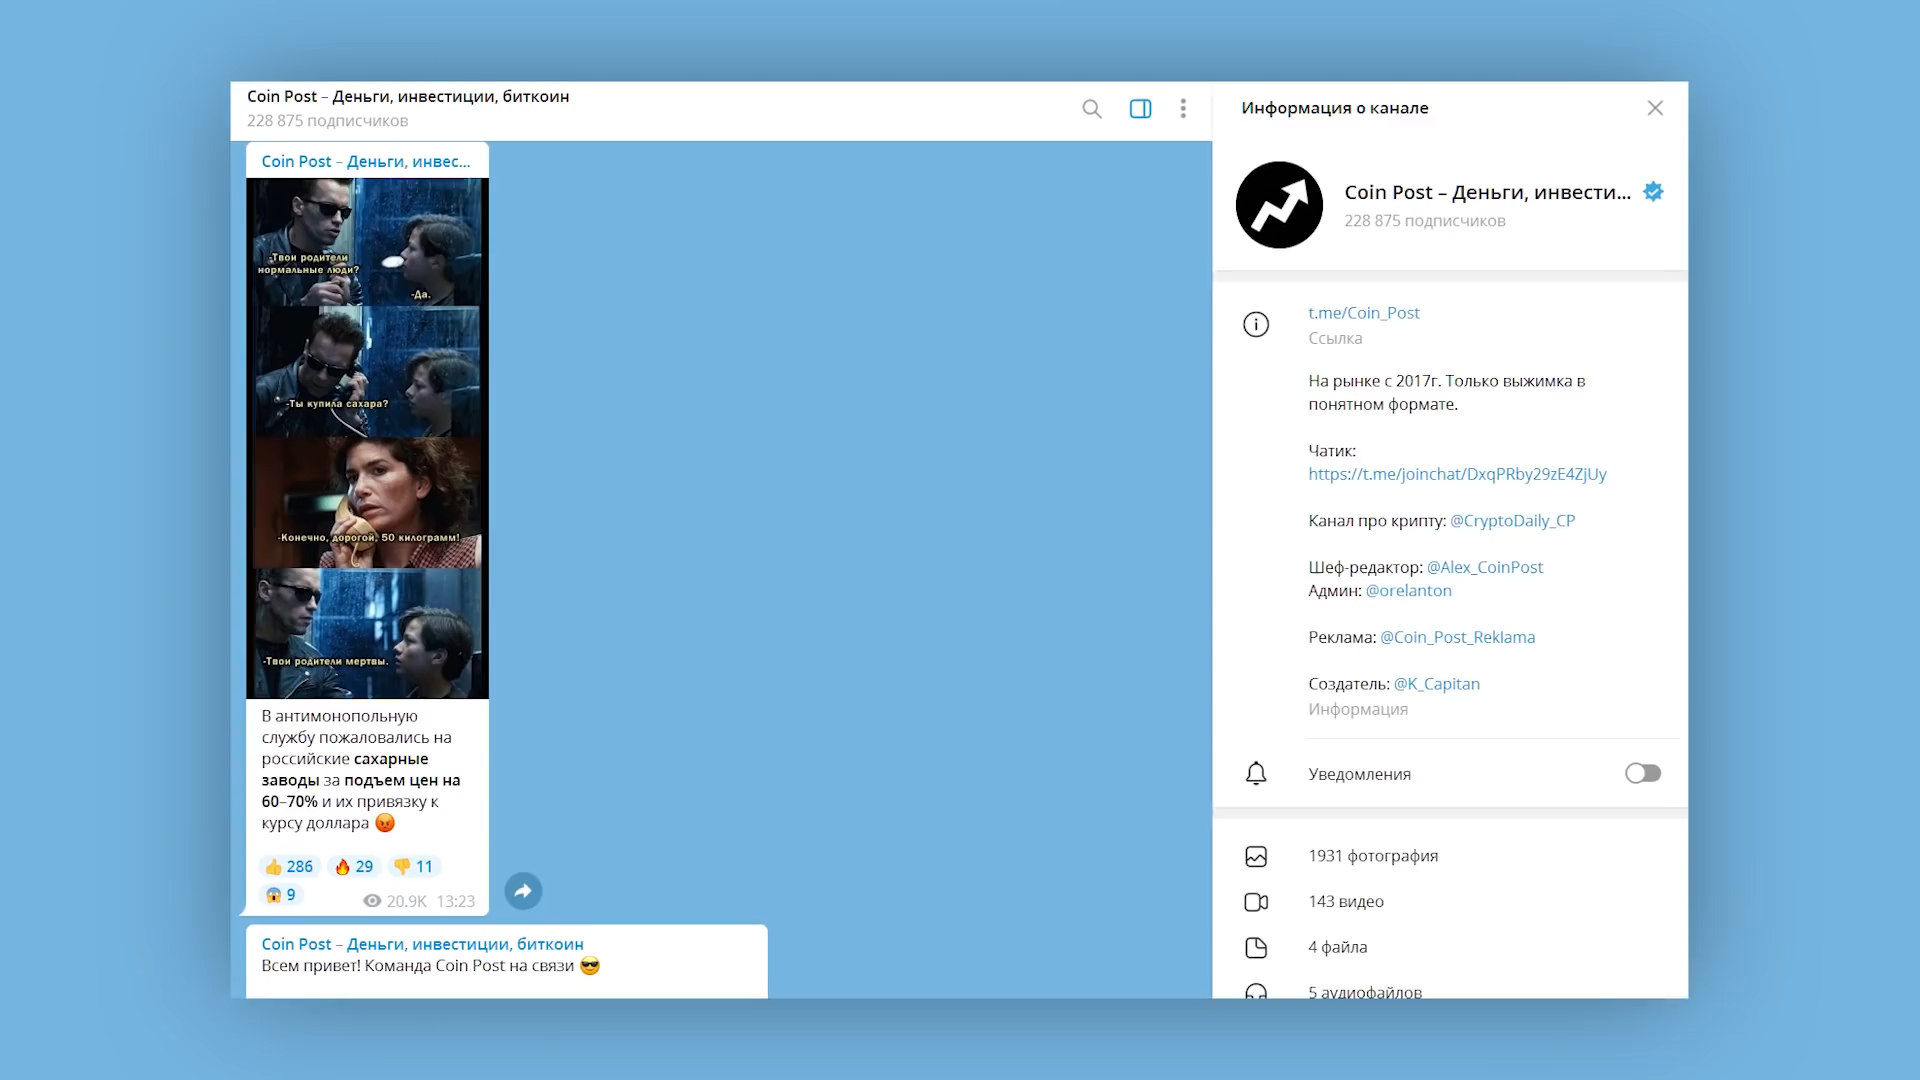 Coin Post – Деньги, инвестиции, биткоин
228 875 подписчиков
Coin Post – Деньги, инвес...
-Твои родители
нормальные люди?
-Да.
-Ты купила сахара?
-Конечно, дорогой, 50 килограмм!
-Твои родители мертвы.
В антимонопольную
службу пожаловались на
российские сахарные
заводы за подъем цен на
60–70% и их привязку к
курсу доллара 😡
👍 286 🔥 29 👎 11
😱 9
20.9K 13:23
Coin Post – Деньги, инвестиции, биткоин
Всем привет! Команда Coin Post на связи 😎
Информация о канале
Coin Post – Деньги, инвести...
228 875 подписчиков
t.me/Coin_Post
Ссылка
На рынке с 2017г. Только выжимка в
понятном формате.
Чатик:
https://t.me/joinchat/DxqPRby29zE4ZjUy
Канал про крипту: @CryptoDaily_CP
Шеф-редактор: @Alex_CoinPost
Админ: @orelanton
Реклама: @Coin_Post_Reklama
Создатель: @K_Capitan
Информация
Уведомления
1931 фотография
143 видео
4 файла
5 аудиофайлов